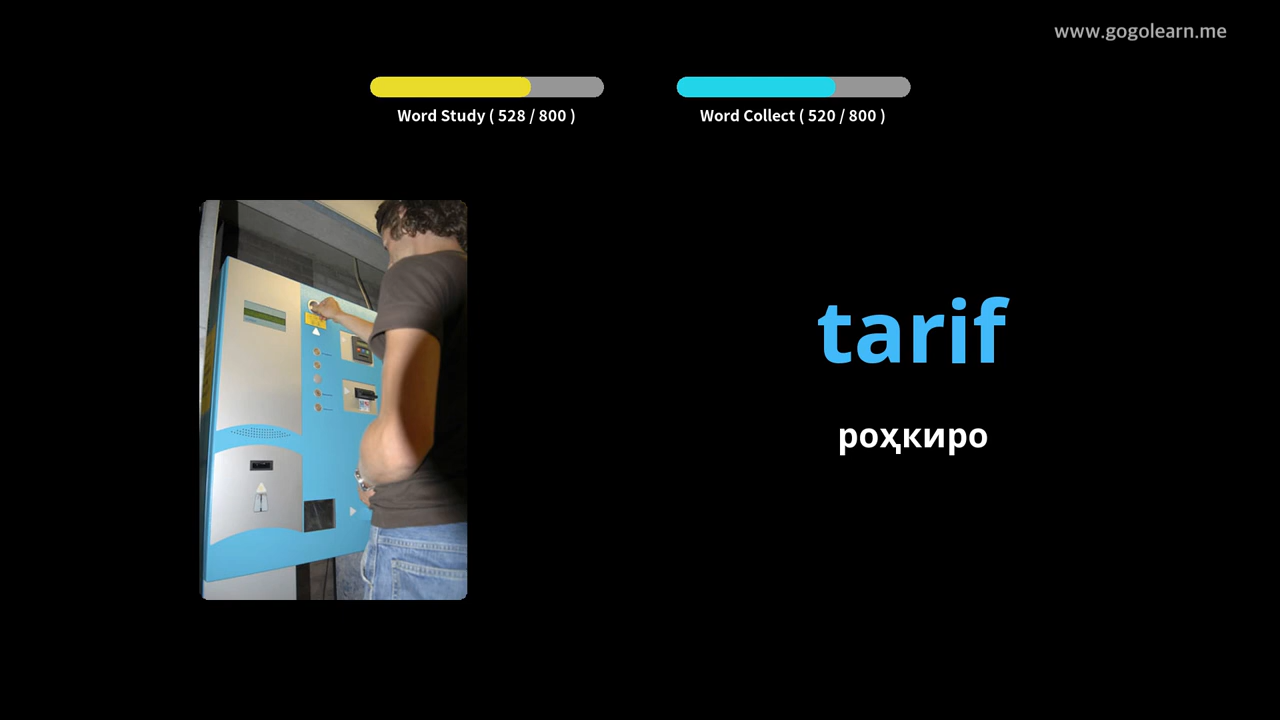 www.gogolearn.me
Word Study ( 528 / 800 )
Word Collect ( 520 / 800 )
tarif
роҳкиро